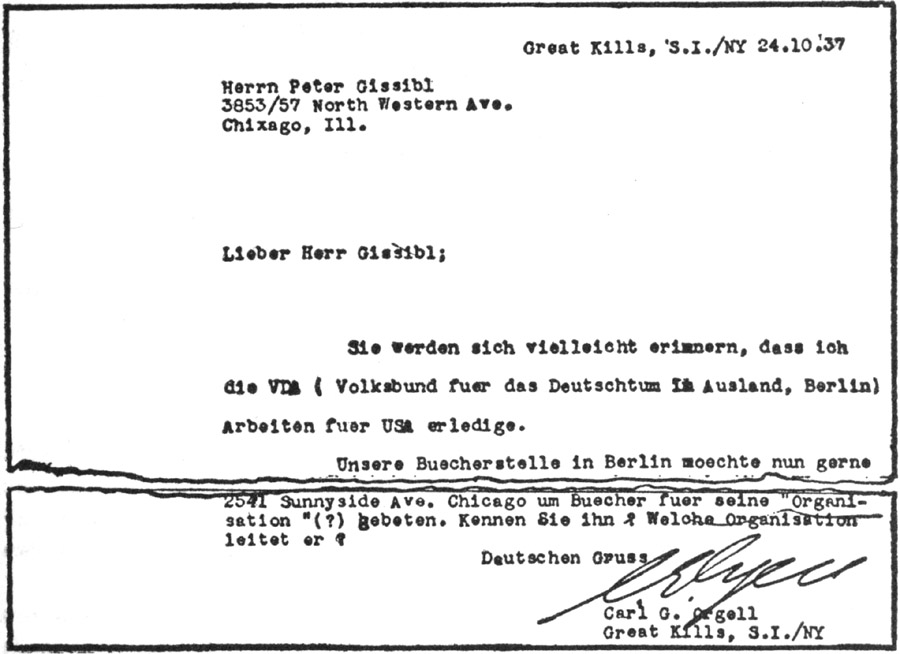 Great Kills, S.I./NY 24.10.37
Herrn Peter Gissibl
3853/57 North Western Ave.
Chixago, Ill.
Lieber Herr Gissibl;
Sie werden sich vielleicht erinnern, dass ich
die VDA ( Volksbund fuer das Deutschtum Im Ausland, Berlin)
Arbeiten fuer USA erledige.
Unsere Buecherstelle in Berlin moechte nun gerne
2541 Sunnyside Ave. Chicago um Buecher fuer seine "Organi-
sation "(?) gebeten. Kennen Sie ihn ? Welche Organisation
leitet er ?
Deutschen Gruss
Carl G. Orgell
Great Kills, S.I./NY